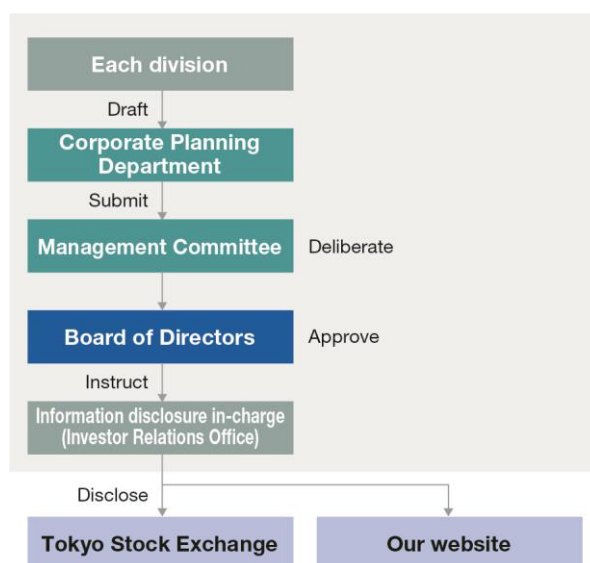 Each division
Draft
Corporate Planning
Department
Submit
Management Committee
Deliberate
Board of Directors
Approve
Instruct
Information disclosure in-charge
(Investor Relations Office)
Disclose
Tokyo Stock Exchange
Our website